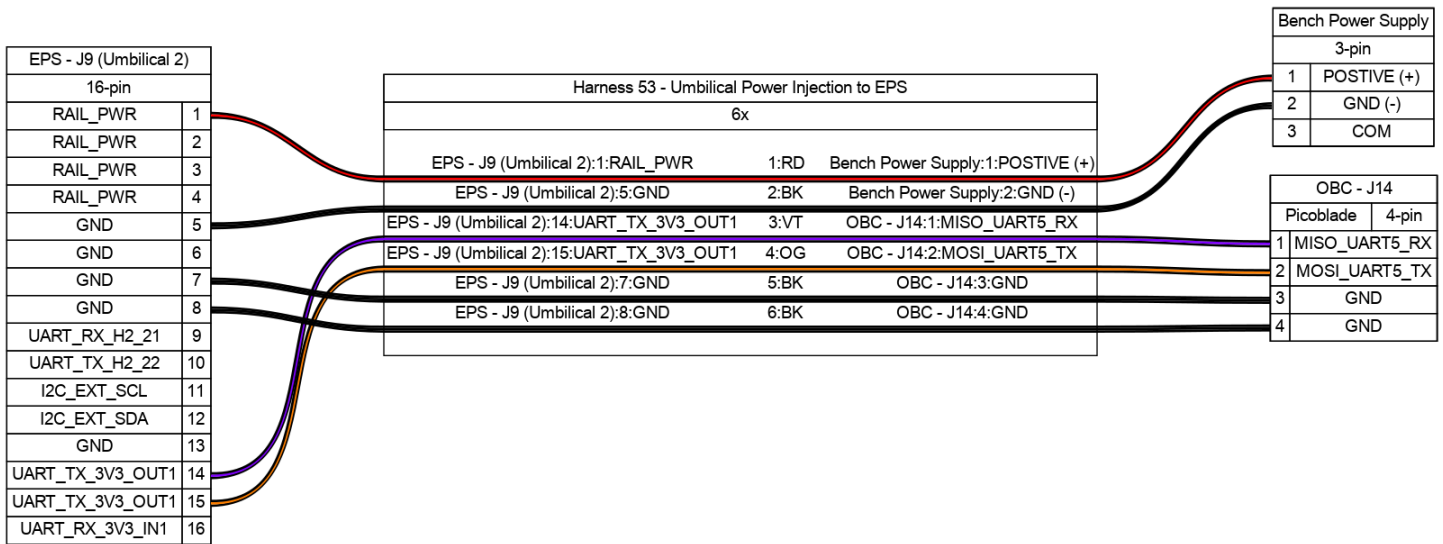 EPS - J9 (Umbilical 2)
16-pin
RAIL_PWR 1
RAIL_PWR 2
RAIL_PWR 3
RAIL_PWR 4
GND 5
GND 6
GND 7
GND 8
UART_RX_H2_21 9
UART_TX_H2_22 10
I2C_EXT_SCL 11
I2C_EXT_SDA 12
GND 13
UART_TX_3V3_OUT1 14
UART_TX_3V3_OUT1 15
UART_RX_3V3_IN1 16
Harness 53 - Umbilical Power Injection to EPS
6x
EPS - J9 (Umbilical 2):1:RAIL_PWR 1:RD Bench Power Supply:1:POSTIVE (+)
EPS - J9 (Umbilical 2):5:GND 2:BK Bench Power Supply:2:GND (-)
EPS - J9 (Umbilical 2):14:UART_TX_3V3_OUT1 3:VT OBC - J14:1:MISO_UART5_RX
EPS - J9 (Umbilical 2):15:UART_TX_3V3_OUT1 4:OG OBC - J14:2:MOSI_UART5_TX
EPS - J9 (Umbilical 2):7:GND 5:BK OBC - J14:3:GND
EPS - J9 (Umbilical 2):8:GND 6:BK OBC - J14:4:GND
Bench Power Supply
3-pin
1 POSTIVE (+)
2 GND (-)
3 COM
OBC - J14
Picoblade 4-pin
1 MISO_UART5_RX
2 MOSI_UART5_TX
3 GND
4 GND